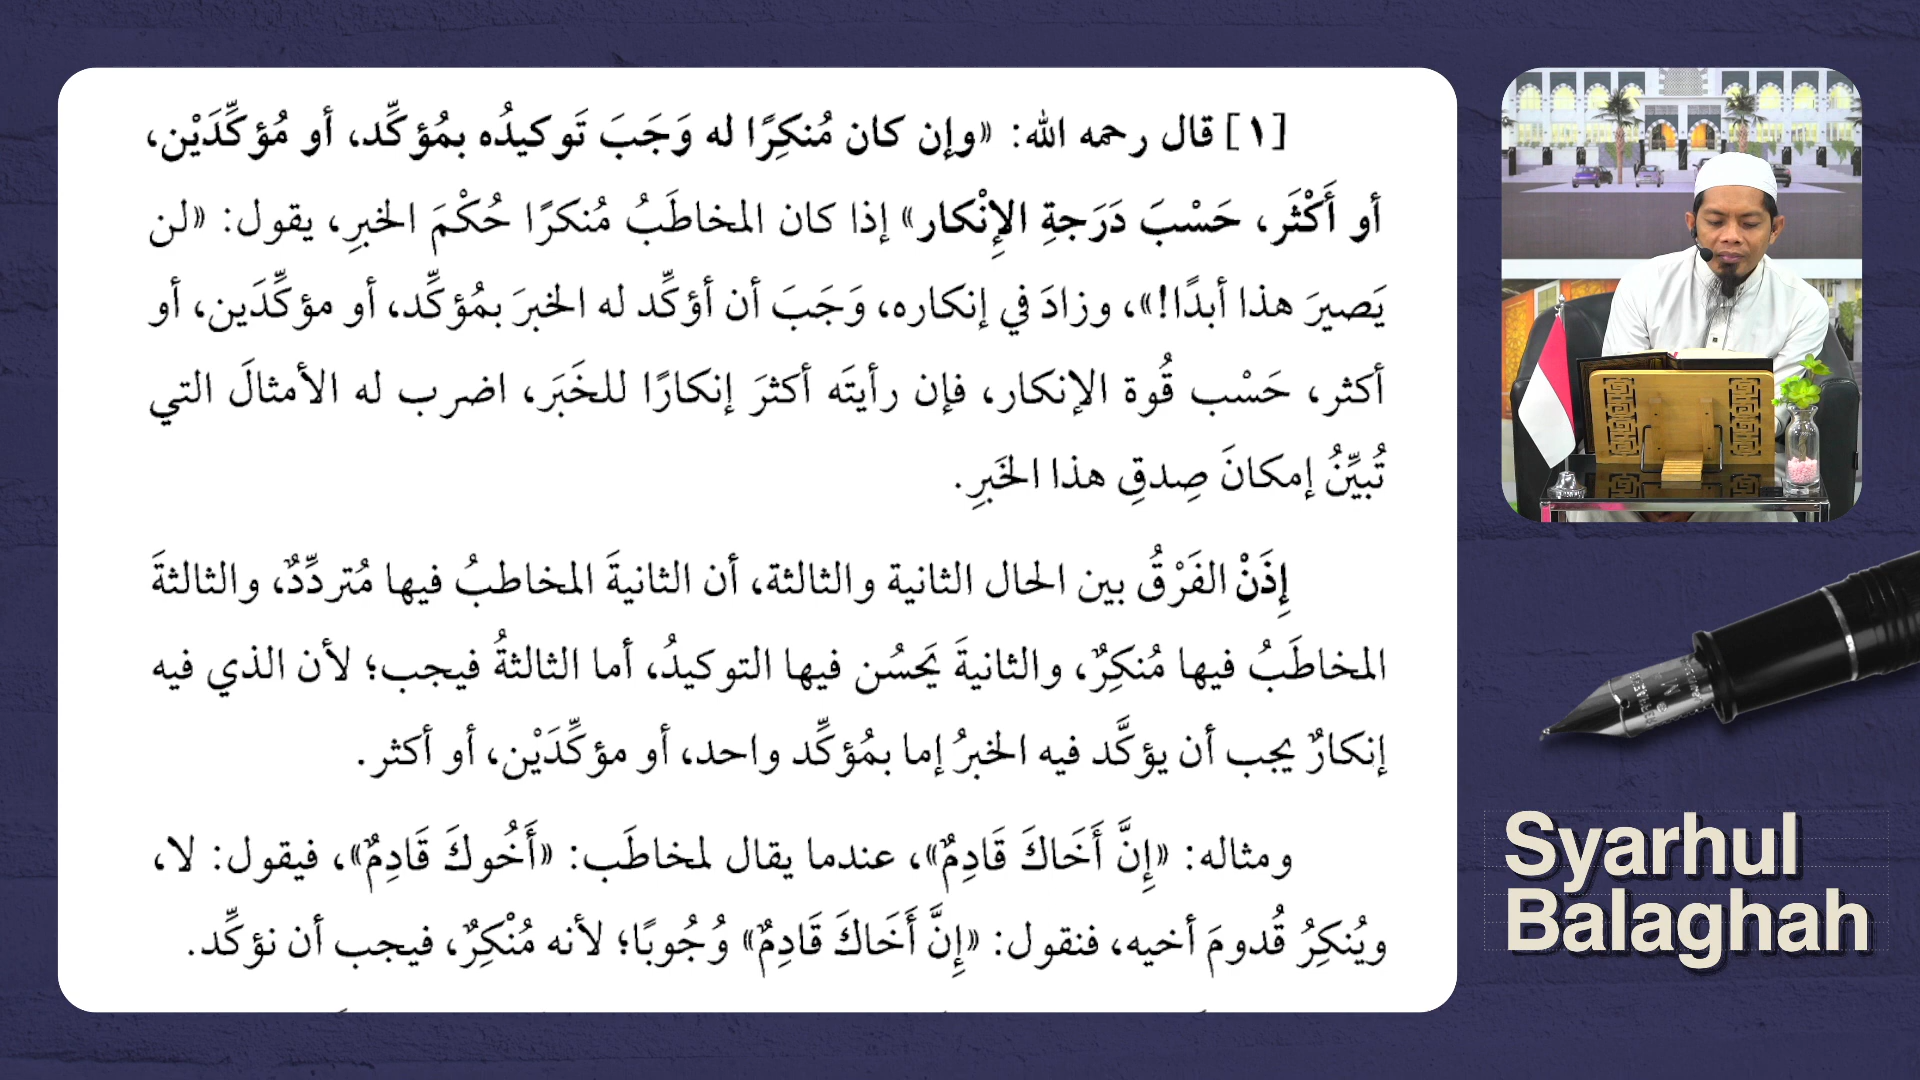 [١] قال رحمه الله: «وإن كان مُنكِرًا له وَجَبَ تَوكيدُه بمُؤكِّد، أو مُؤكِّدَيْن،
أو أَكْثَر، حَسْبَ دَرَجةِ الإِنْكار» إذا كان المخاطَبُ مُنكرًا حُكْمَ الخبرِ، يقول: «لن
يَصيرَ هذا أبدًا!»، وزادَ في إنكاره، وَجَبَ أن أؤكِّد له الخبرَ بمُؤكِّد، أو مؤكِّدَين، أو
أكثر، حَسْب قُوة الإنكار، فإن رأيتَه أكثرَ إنكارًا للخَبَر، اضرب له الأمثالَ التي
تُبيِّنُ إمكانَ صِدقِ هذا الخَبرِ.
إِذَنْ الفَرْقُ بين الحال الثانية والثالثة، أن الثانيةَ المخاطبُ فيها مُتردِّدٌ، والثالثةَ
المخاطَبُ فيها مُنكِرٌ، والثانيةَ يَحسُن فيها التوكيدُ، أما الثالثةُ فيجب؛ لأن الذي فيه
إنكارٌ يجب أن يؤكَّد فيه الخبرُ إما بمُؤكِّد واحد، أو مؤكِّدَيْن، أو أكثر.
ومثاله: «إِنَّ أَخَاكَ قَادِمٌ»، عندما يقال لمخاطَب: «أَخُوكَ قَادِمٌ»، فيقول: لا،
ويُنكِرُ قُدومَ أخيه، فنقول: «إِنَّ أَخَاكَ قَادِمٌ» وُجُوبًا؛ لأنه مُنْكِرٌ، فيجب أن نؤكِّد.
Syarhul
Balaghah